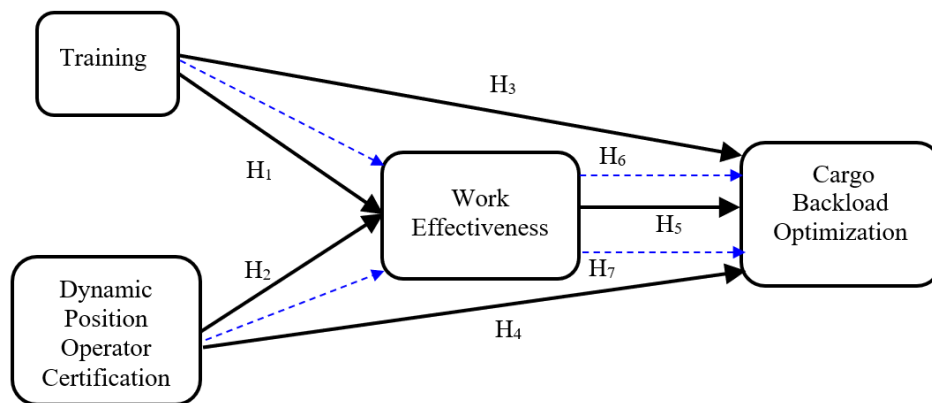 Training
H₃
H₆
H₁
Work
Effectiveness
Cargo
Backload
Optimization
H₅
H₂
H₇
Dynamic
Position
Operator
Certification
H₄